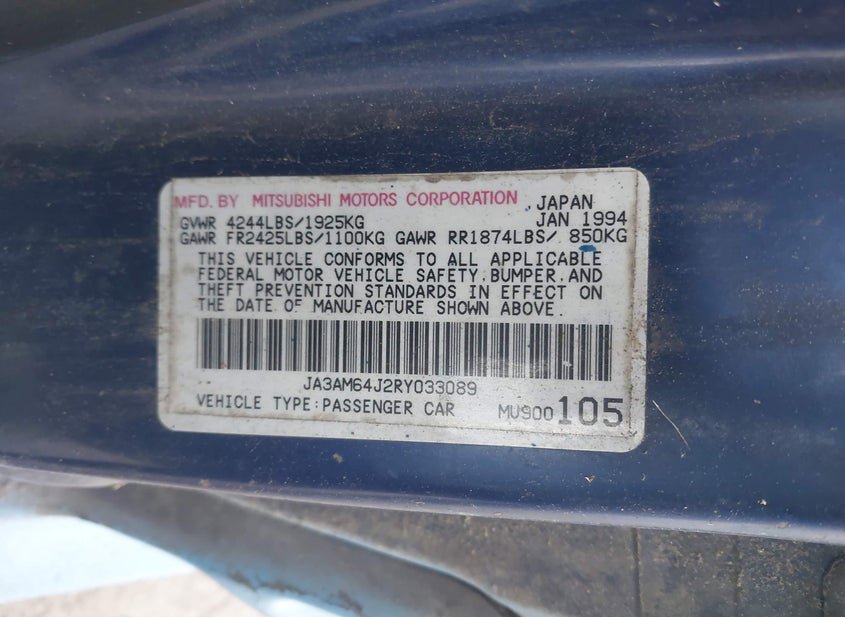 MFD. BY MITSUBISHI MOTORS CORPORATION , JAPAN
GVWR 4244LBS/1925KG JAN 1994
GAWR FR2425LBS/1100KG GAWR RR1874LBS/ 850KG
THIS VEHICLE CONFORMS TO ALL APPLICABLE
FEDERAL MOTOR VEHICLE SAFETY,BUMPER,AND
THEFT PREVENTION STANDARDS IN EFFECT ON
THE DATE OF MANUFACTURE SHOWN ABOVE.
JA3AM64J2RY033089
VEHICLE TYPE:PASSENGER CAR MU900105